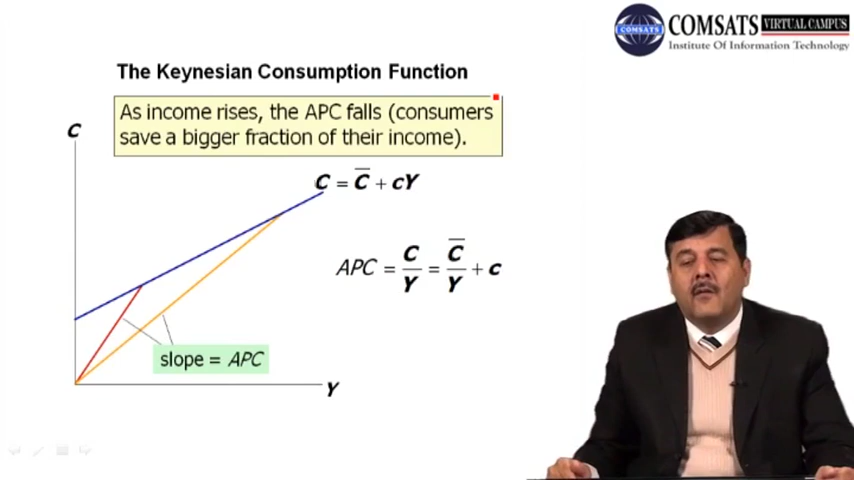 COMSATS VIRTUAL CAMPUS
COMSATS
Institute Of Information Technology
The Keynesian Consumption Function
As income rises, the APC falls (consumers
save a bigger fraction of their income).
C
C = C̅ + cY
APC = C/Y = C̅/Y + c
slope = APC
Y